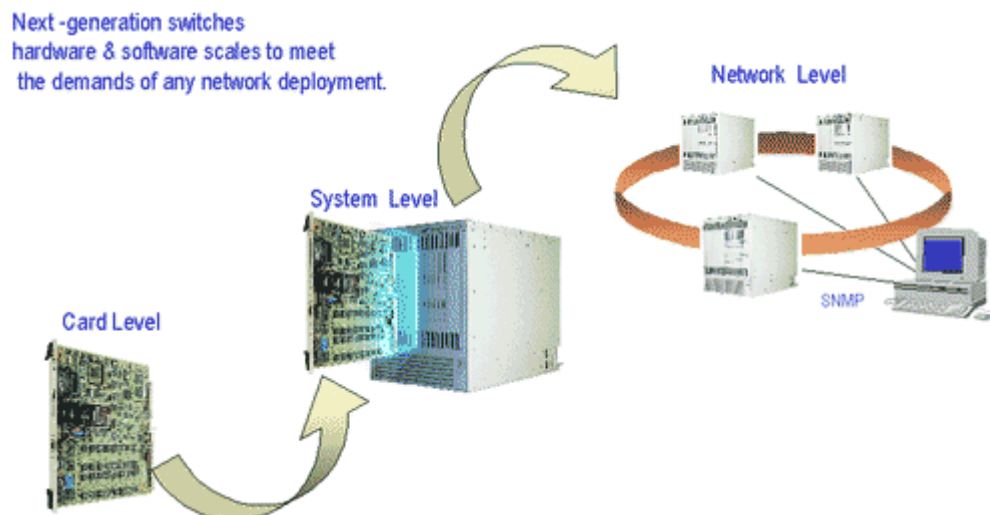 Next -generation switches
hardware & software scales to meet
the demands of any network deployment.
Network Level
System Level
SNMP
Card Level